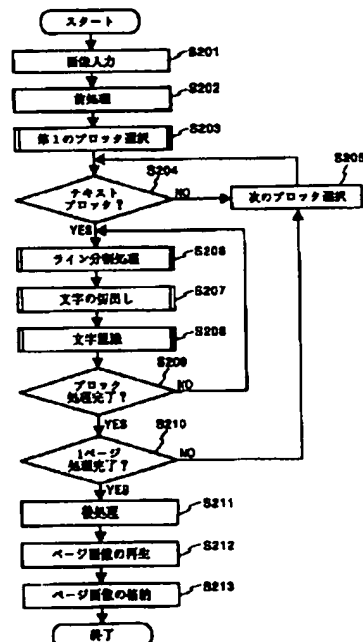 スタート
画像入力
S201
前処理
S202
第1のブロック選択
S203
S204
S205
テキスト
ブロック?
NO
次のブロック選択
YES
ライン分割処理
S206
文字の切出し
S207
文字認識
S208
S209
ブロック
処理完了?
NO
YES
S210
1ページ
処理完了?
NO
YES
後処理
S211
ページ画像の再生
S212
ページ画像の格納
S213
終了